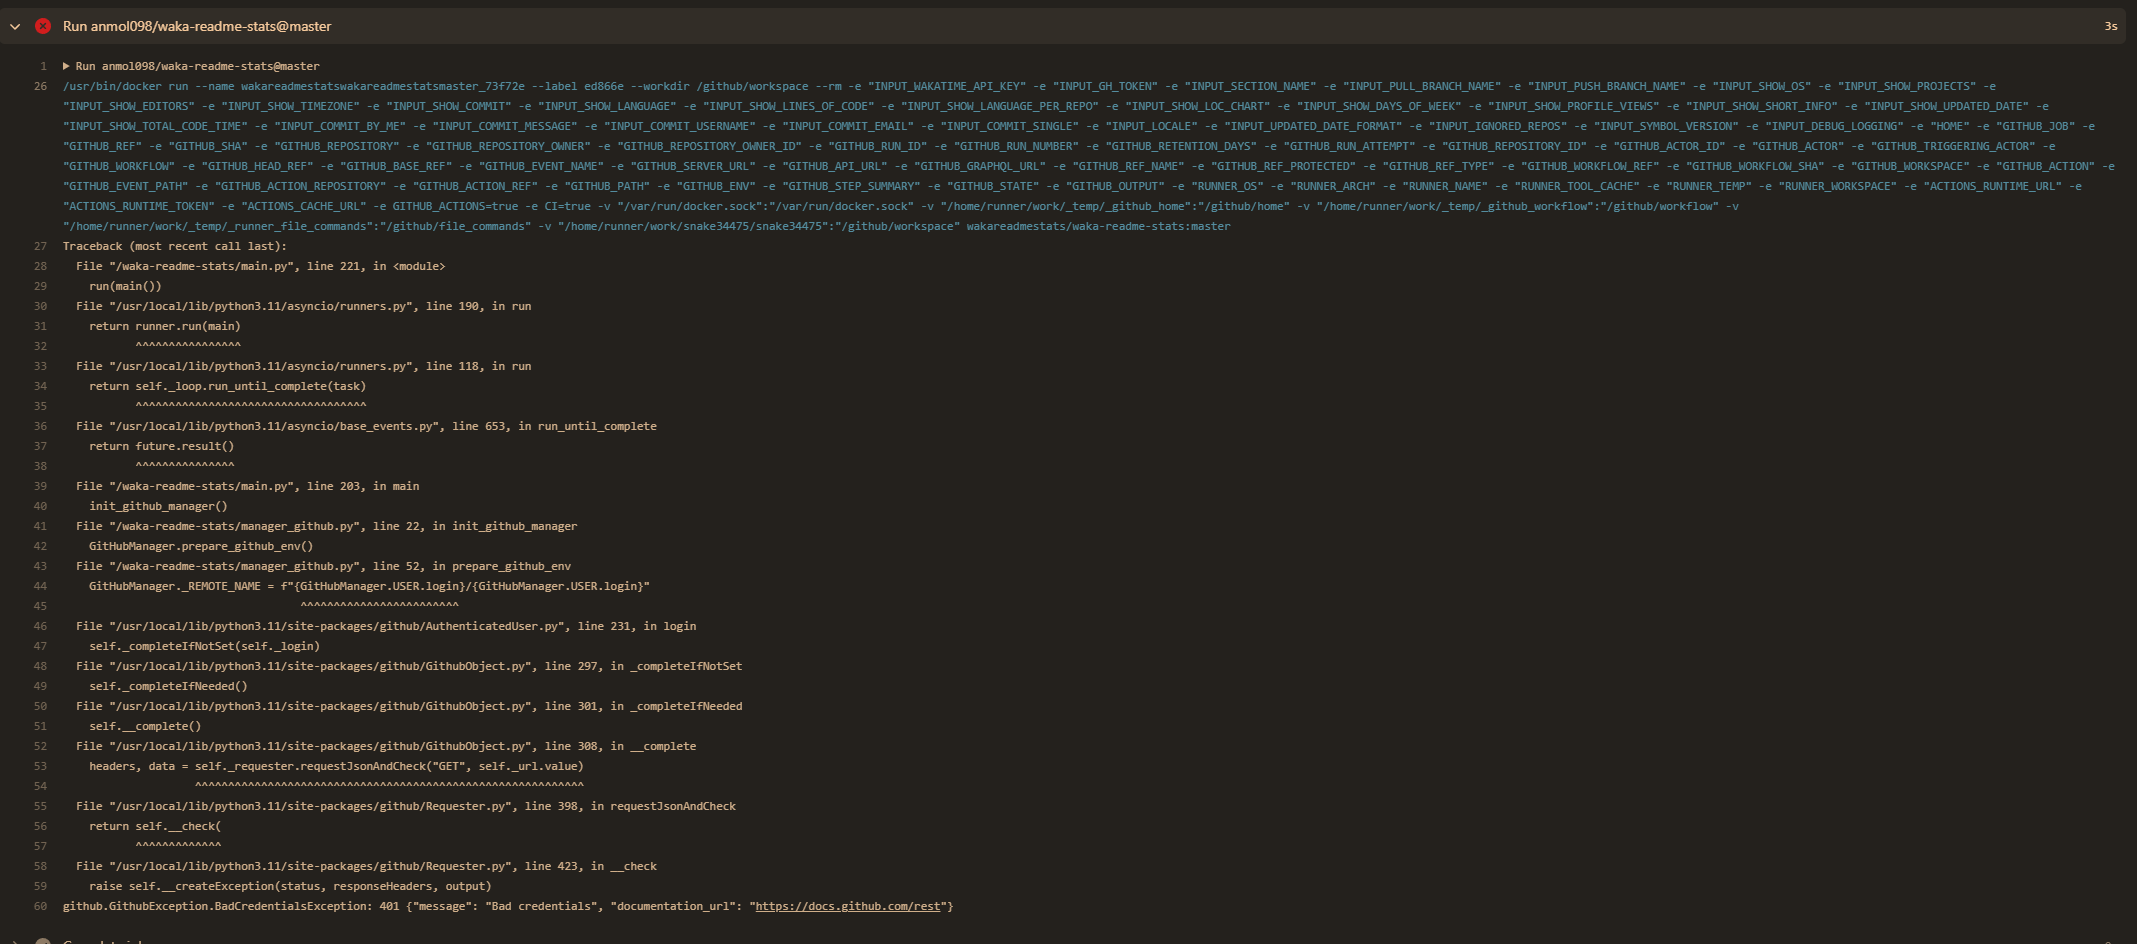 Run anmol098/waka-readme-stats@master
3s
1 Run anmol098/waka-readme-stats@master
26 /usr/bin/docker run --name wakareadmestatswakareadmestatsmaster_73f72e --label ed866e --workdir /github/workspace --rm -e "INPUT_WAKATIME_API_KEY" -e "INPUT_GH_TOKEN" -e "INPUT_SECTION_NAME" -e "INPUT_PULL_BRANCH_NAME" -e "INPUT_PUSH_BRANCH_NAME" -e "INPUT_SHOW_OS" -e "INPUT_SHOW_PROJECTS" -e
"INPUT_SHOW_EDITORS" -e "INPUT_SHOW_TIMEZONE" -e "INPUT_SHOW_COMMIT" -e "INPUT_SHOW_LANGUAGE" -e "INPUT_SHOW_LINES_OF_CODE" -e "INPUT_SHOW_LANGUAGE_PER_REPO" -e "INPUT_SHOW_LOC_CHART" -e "INPUT_SHOW_DAYS_OF_WEEK" -e "INPUT_SHOW_PROFILE_VIEWS" -e "INPUT_SHOW_SHORT_INFO" -e "INPUT_SHOW_UPDATED_DATE" -e
"INPUT_SHOW_TOTAL_CODE_TIME" -e "INPUT_COMMIT_BY_ME" -e "INPUT_COMMIT_MESSAGE" -e "INPUT_COMMIT_USERNAME" -e "INPUT_COMMIT_EMAIL" -e "INPUT_COMMIT_SINGLE" -e "INPUT_LOCALE" -e "INPUT_UPDATED_DATE_FORMAT" -e "INPUT_IGNORED_REPOS" -e "INPUT_SYMBOL_VERSION" -e "INPUT_DEBUG_LOGGING" -e "HOME" -e "GITHUB_JOB" -e
"GITHUB_REF" -e "GITHUB_SHA" -e "GITHUB_REPOSITORY" -e "GITHUB_REPOSITORY_OWNER" -e "GITHUB_REPOSITORY_OWNER_ID" -e "GITHUB_RUN_ID" -e "GITHUB_RUN_NUMBER" -e "GITHUB_RETENTION_DAYS" -e "GITHUB_RUN_ATTEMPT" -e "GITHUB_REPOSITORY_ID" -e "GITHUB_ACTOR_ID" -e "GITHUB_ACTOR" -e "GITHUB_TRIGGERING_ACTOR" -e
"GITHUB_WORKFLOW" -e "GITHUB_HEAD_REF" -e "GITHUB_BASE_REF" -e "GITHUB_EVENT_NAME" -e "GITHUB_SERVER_URL" -e "GITHUB_API_URL" -e "GITHUB_GRAPHQL_URL" -e "GITHUB_REF_NAME" -e "GITHUB_REF_PROTECTED" -e "GITHUB_REF_TYPE" -e "GITHUB_WORKFLOW_REF" -e "GITHUB_WORKFLOW_SHA" -e "GITHUB_WORKSPACE" -e "GITHUB_ACTION" -e
"GITHUB_EVENT_PATH" -e "GITHUB_ACTION_REPOSITORY" -e "GITHUB_ACTION_REF" -e "GITHUB_PATH" -e "GITHUB_ENV" -e "GITHUB_STEP_SUMMARY" -e "GITHUB_STATE" -e "GITHUB_OUTPUT" -e "RUNNER_OS" -e "RUNNER_ARCH" -e "RUNNER_NAME" -e "RUNNER_TOOL_CACHE" -e "RUNNER_TEMP" -e "RUNNER_WORKSPACE" -e "ACTIONS_RUNTIME_URL" -e
"ACTIONS_RUNTIME_TOKEN" -e "ACTIONS_CACHE_URL" -e GITHUB_ACTIONS=true -e CI=true -v "/var/run/docker.sock":"/var/run/docker.sock" -v "/home/runner/work/_temp/_github_home":"/github/home" -v "/home/runner/work/_temp/_github_workflow":"/github/workflow" -v
"/home/runner/work/_temp/_runner_file_commands":"/github/file_commands" -v "/home/runner/work/snake34475/snake34475":"/github/workspace" wakareadmestats/waka-readme-stats:master
27 Traceback (most recent call last):
28 File "/waka-readme-stats/main.py", line 221, in <module>
29 run(main())
30 File "/usr/local/lib/python3.11/asyncio/runners.py", line 190, in run
31 return runner.run(main)
32 ^^^^^^^^^^^^^^^^
33 File "/usr/local/lib/python3.11/asyncio/runners.py", line 118, in run
34 return self._loop.run_until_complete(task)
35 ^^^^^^^^^^^^^^^^^^^^^^^^^^^^^^^^^^^
36 File "/usr/local/lib/python3.11/asyncio/base_events.py", line 653, in run_until_complete
37 return future.result()
38 ^^^^^^^^^^^^^^^
39 File "/waka-readme-stats/main.py", line 203, in main
40 init_github_manager()
41 File "/waka-readme-stats/manager_github.py", line 22, in init_github_manager
42 GitHubManager.prepare_github_env()
43 File "/waka-readme-stats/manager_github.py", line 52, in prepare_github_env
44 GitHubManager._REMOTE_NAME = f"{GitHubManager.USER.login}/{GitHubManager.USER.login}"
45 ^^^^^^^^^^^^^^^^^^^^^^^^
46 File "/usr/local/lib/python3.11/site-packages/github/AuthenticatedUser.py", line 231, in login
47 self._completeIfNotSet(self._login)
48 File "/usr/local/lib/python3.11/site-packages/github/GithubObject.py", line 297, in _completeIfNotSet
49 self._completeIfNeeded()
50 File "/usr/local/lib/python3.11/site-packages/github/GithubObject.py", line 301, in _completeIfNeeded
51 self.__complete()
52 File "/usr/local/lib/python3.11/site-packages/github/GithubObject.py", line 308, in __complete
53 headers, data = self._requester.requestJsonAndCheck("GET", self._url.value)
54 ^^^^^^^^^^^^^^^^^^^^^^^^^^^^^^^^^^^^^^^^^^^^^^^^^^^^^^^^^^^
55 File "/usr/local/lib/python3.11/site-packages/github/Requester.py", line 398, in requestJsonAndCheck
56 return self.__check(
57 ^^^^^^^^^^^^^
58 File "/usr/local/lib/python3.11/site-packages/github/Requester.py", line 423, in __check
59 raise self.__createException(status, responseHeaders, output)
60 github.GithubException.BadCredentialsException: 401 {"message": "Bad credentials", "documentation_url": "https://docs.github.com/rest"}